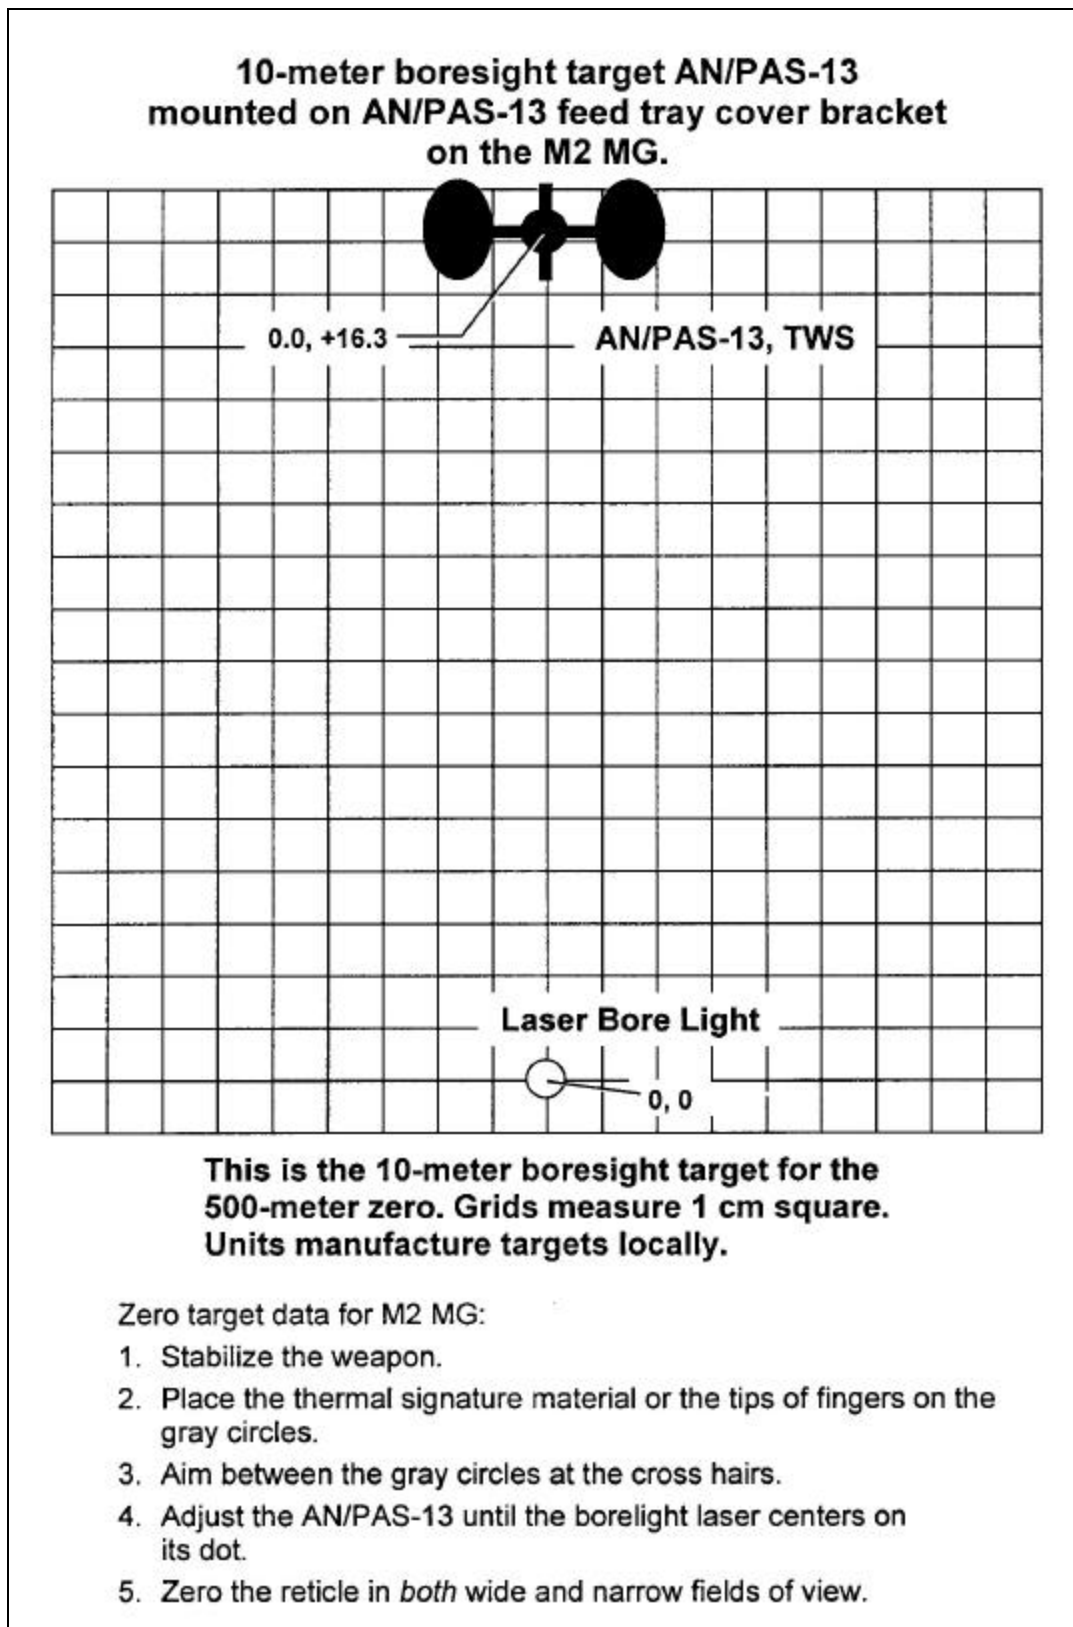 10-meter boresight target AN/PAS-13
mounted on AN/PAS-13 feed tray cover bracket
on the M2 MG.
0.0, +16.3
AN/PAS-13, TWS
Laser Bore Light
0, 0
This is the 10-meter boresight target for the
500-meter zero. Grids measure 1 cm square.
Units manufacture targets locally.
Zero target data for M2 MG:
1. Stabilize the weapon.
2. Place the thermal signature material or the tips of fingers on the
gray circles.
3. Aim between the gray circles at the cross hairs.
4. Adjust the AN/PAS-13 until the borelight laser centers on
its dot.
5. Zero the reticle in both wide and narrow fields of view.